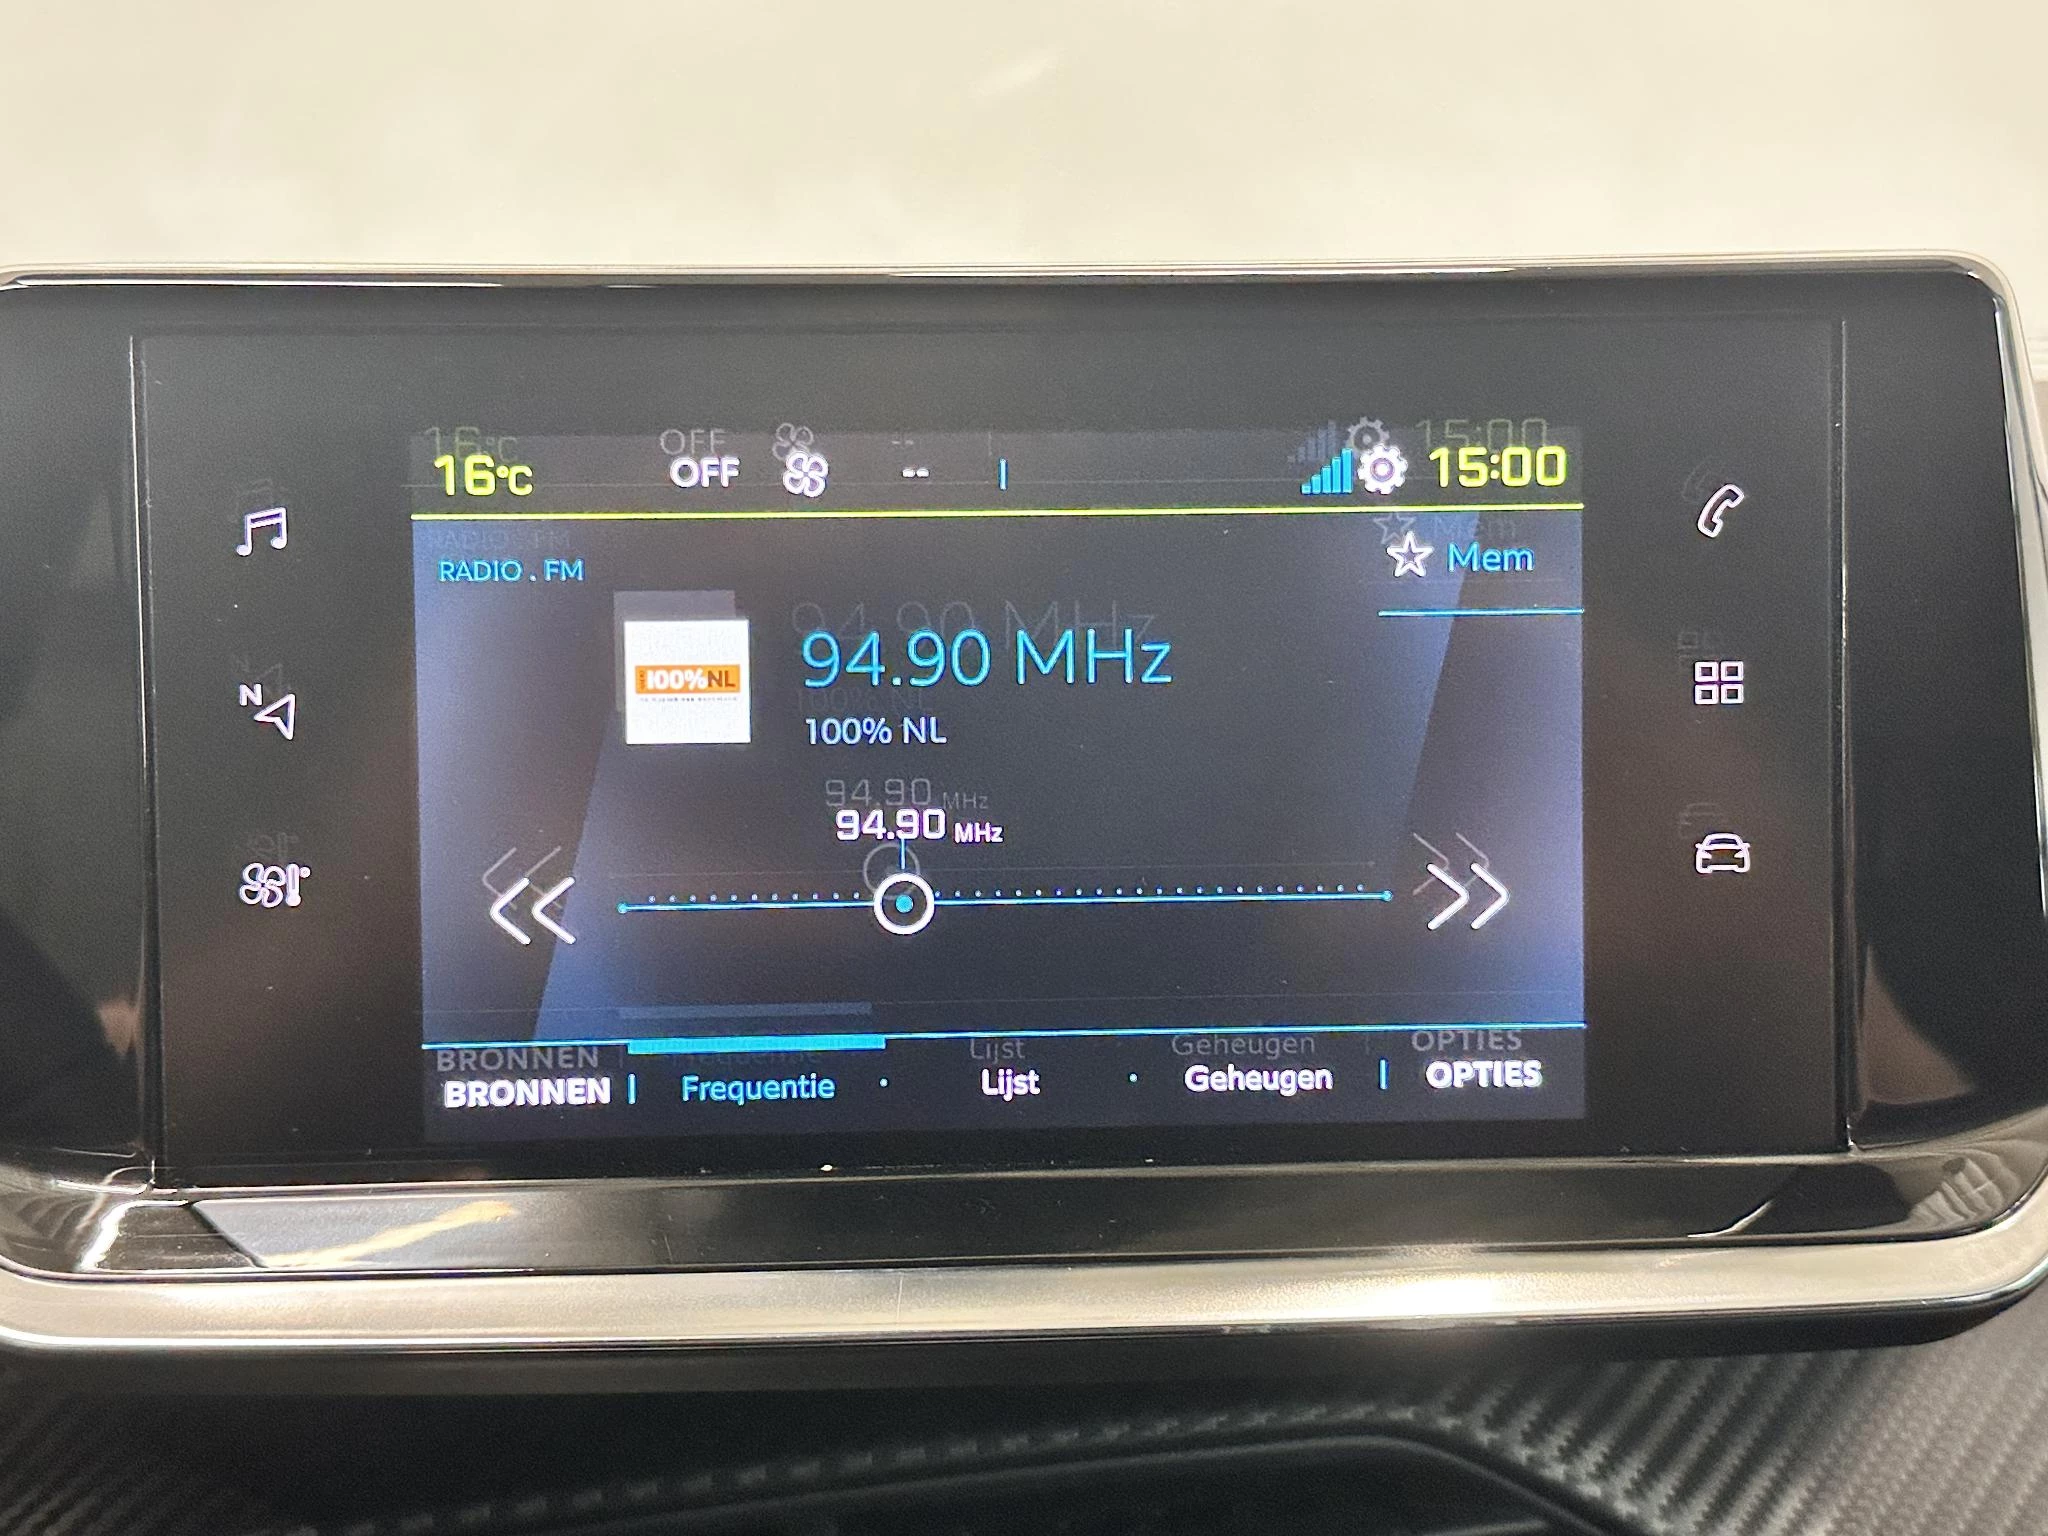 16°C OFF -- 15:00
RADIO . FM
Mem
100%NL
94.90 MHz
100% NL
N
94.90 MHz
BRONNEN Frequentie Lijst Geheugen OPTIES